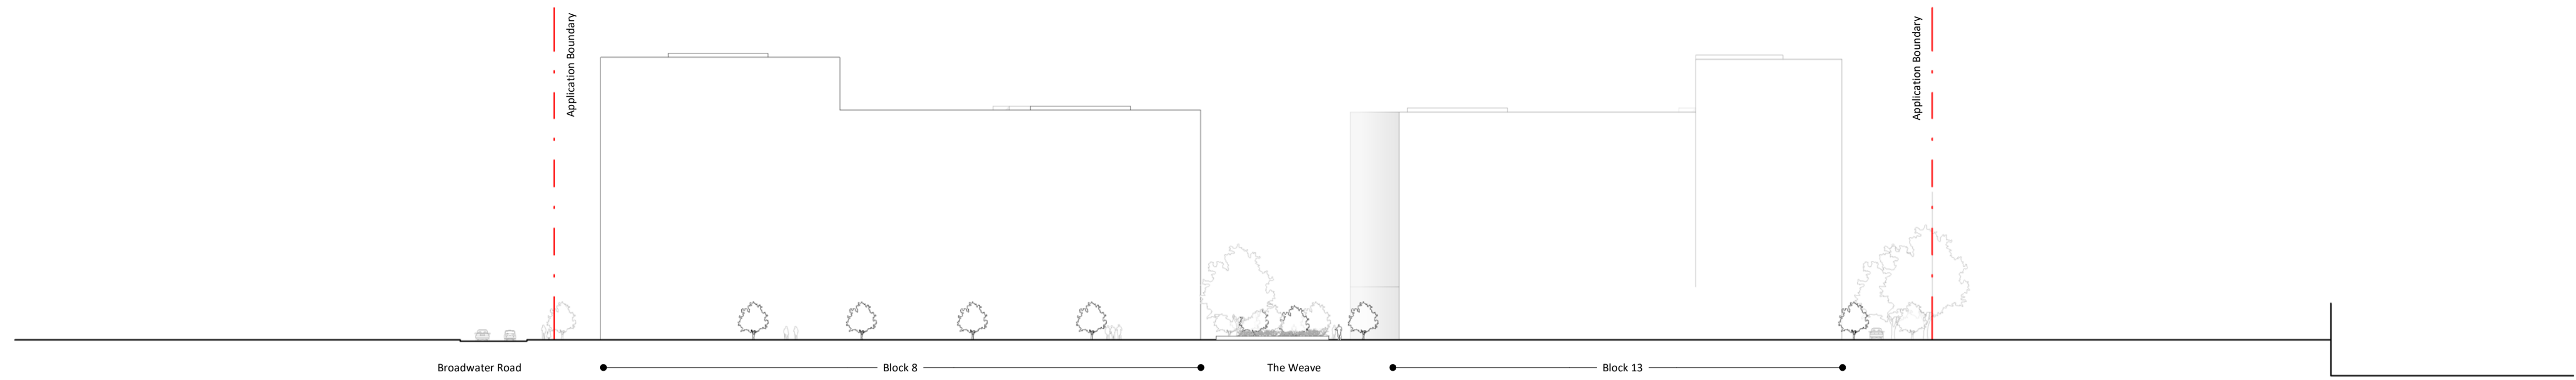 Application Boundary
Application Boundary
Broadwater Road
Block 8
The Weave
Block 13